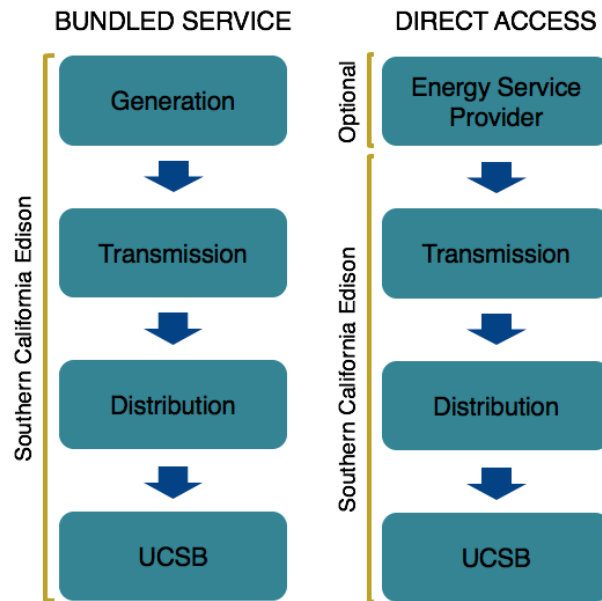 BUNDLED SERVICE
Southern California Edison
Generation
Transmission
Distribution
UCSB
DIRECT ACCESS
Optional
Southern California Edison
Energy Service
Provider
Transmission
Distribution
UCSB